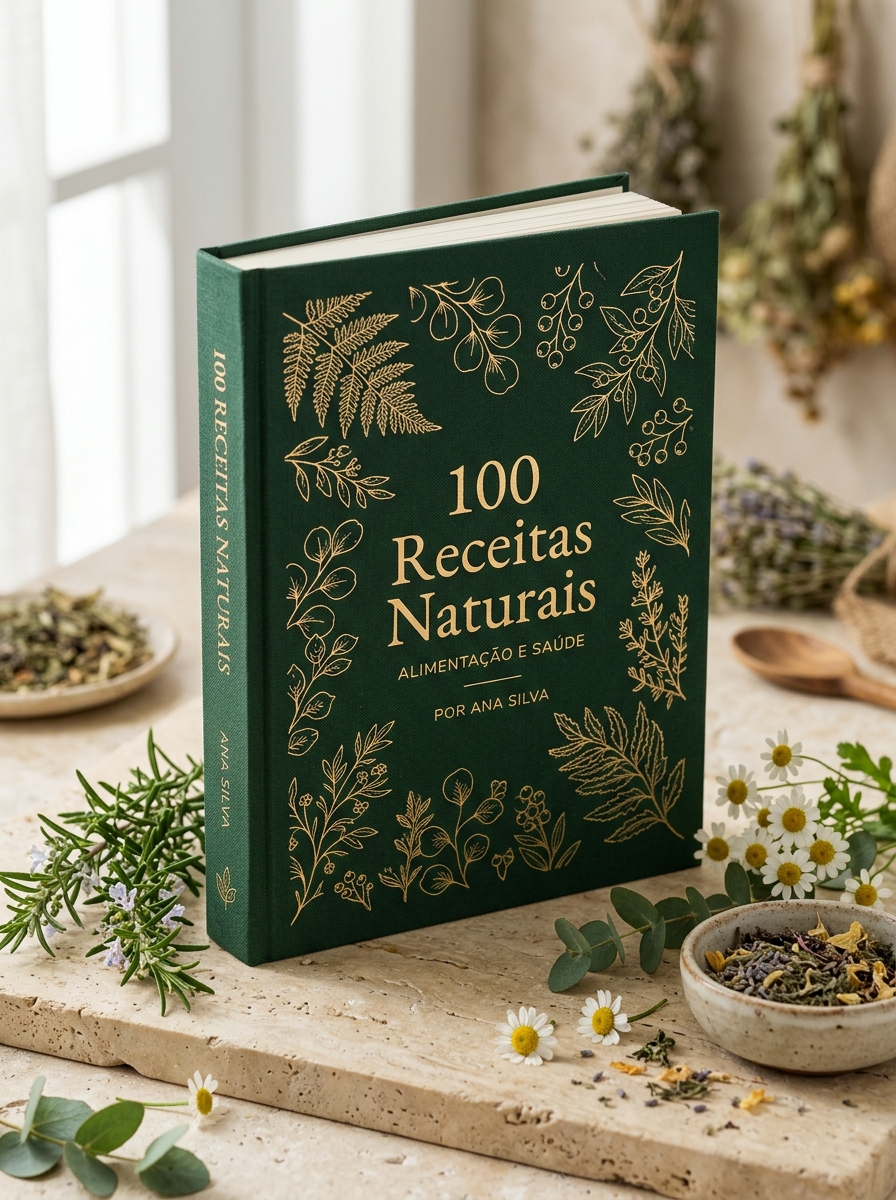 100
Receitas
Naturais
ALIMENTAÇÃO E SAÚDE
POR ANA SILVA
100 RECEITAS NATURAIS
ANA SILVA